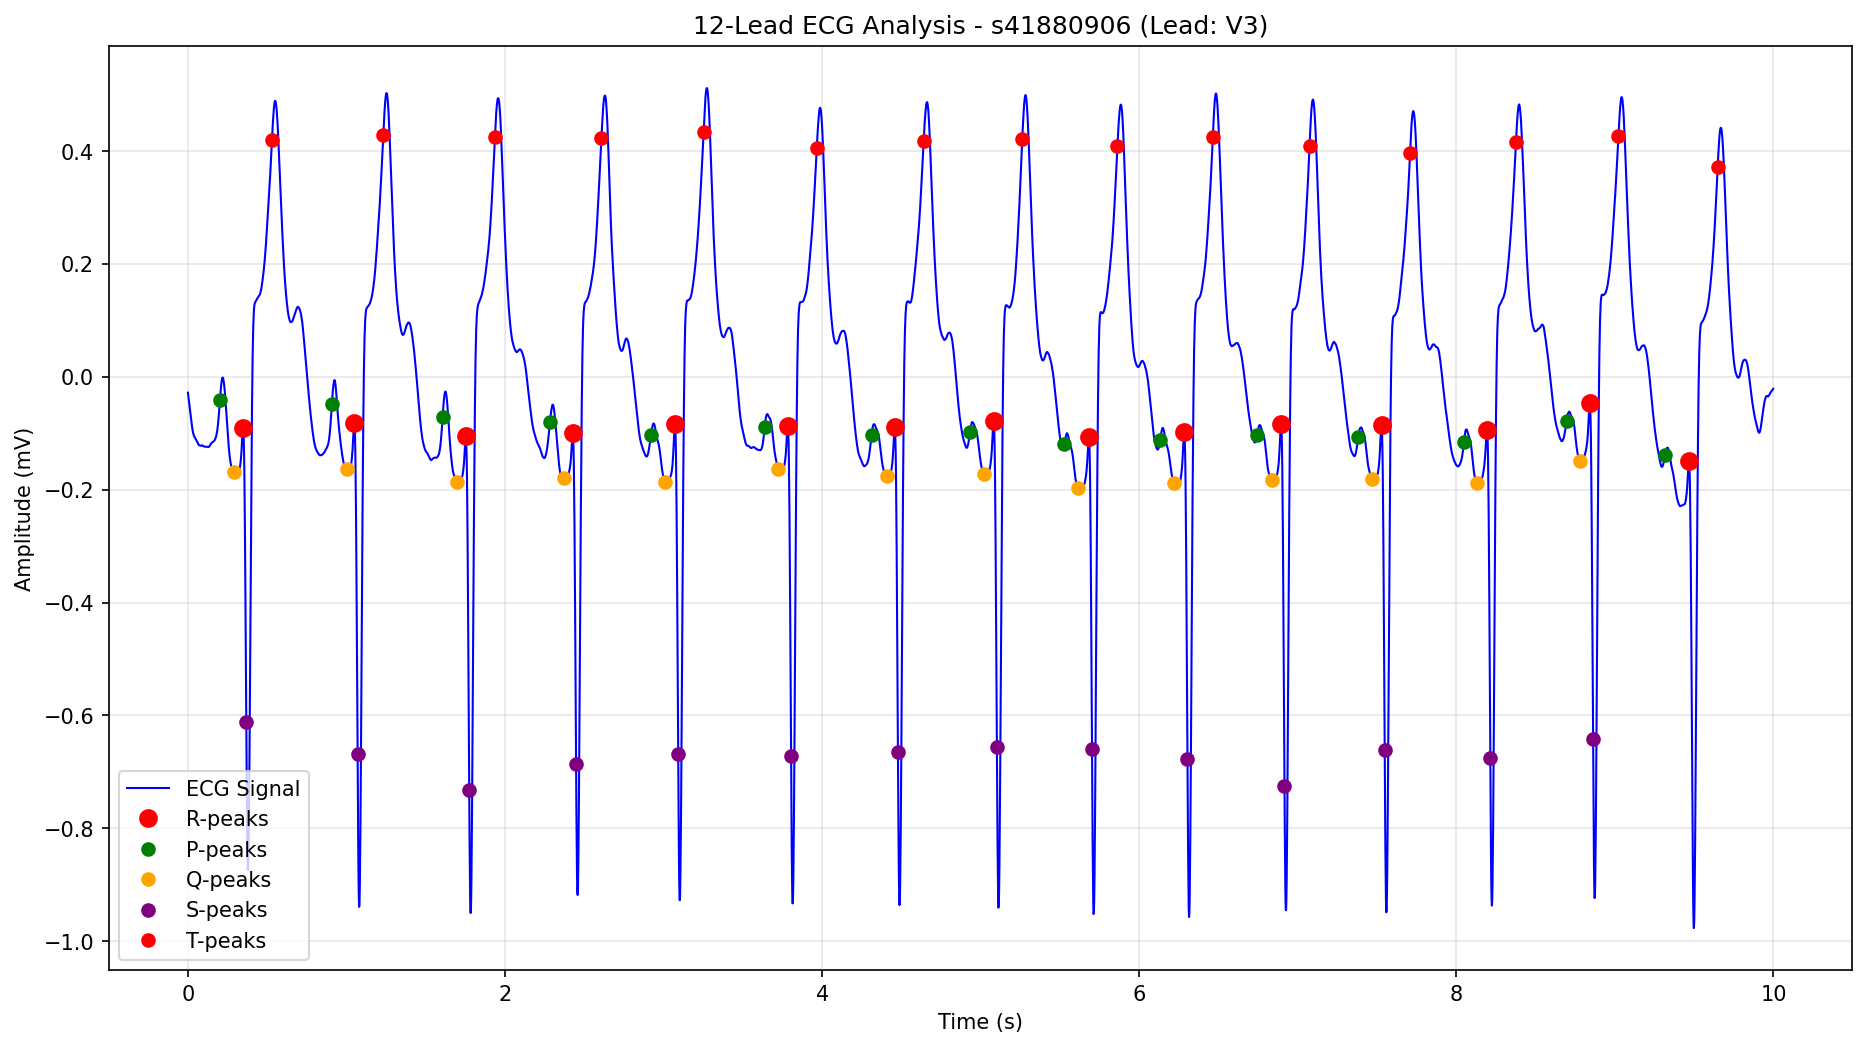 12-Lead ECG Analysis - s41880906 (Lead: V3)
Amplitude (mV)
0.4
0.2
0.0
−0.2
−0.4
−0.6
−0.8
−1.0
ECG Signal
R-peaks
P-peaks
Q-peaks
S-peaks
T-peaks
0 2 4 6 8 10
Time (s)